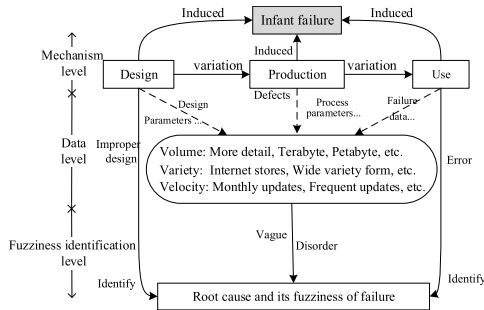 Induced
Infant failure
Induced
Mechanism
level
Induced
Design
variation
Production
variation
Use
Defects
Design
Parameters ...
Process
parameters...
Failure
data...
Data
level
Improper
design
Error
Volume: More detail, Terabyte, Petabyte, etc.
Variety: Internet stores, Wide variety form, etc.
Velocity: Monthly updates, Frequent updates, etc.
Vague
Disorder
Fuzziness identification
level
Identify
Identify
Root cause and its fuzziness of failure